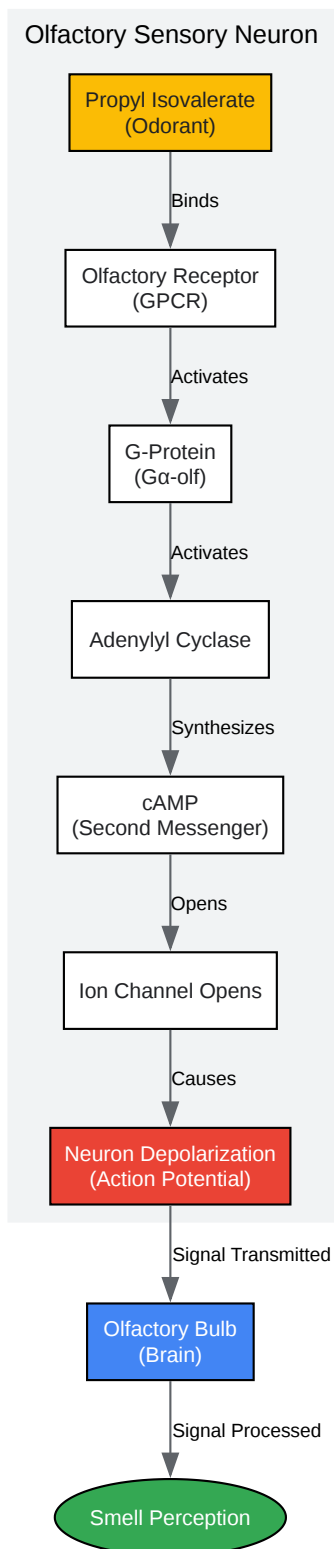 Olfactory Sensory Neuron
Propyl Isovalerate
(Odorant)
Binds
Olfactory Receptor
(GPCR)
Activates
G-Protein
(Gα-olf)
Activates
Adenylyl Cyclase
Synthesizes
cAMP
(Second Messenger)
Opens
Ion Channel Opens
Causes
Neuron Depolarization
(Action Potential)
Signal Transmitted
Olfactory Bulb
(Brain)
Signal Processed
Smell Perception